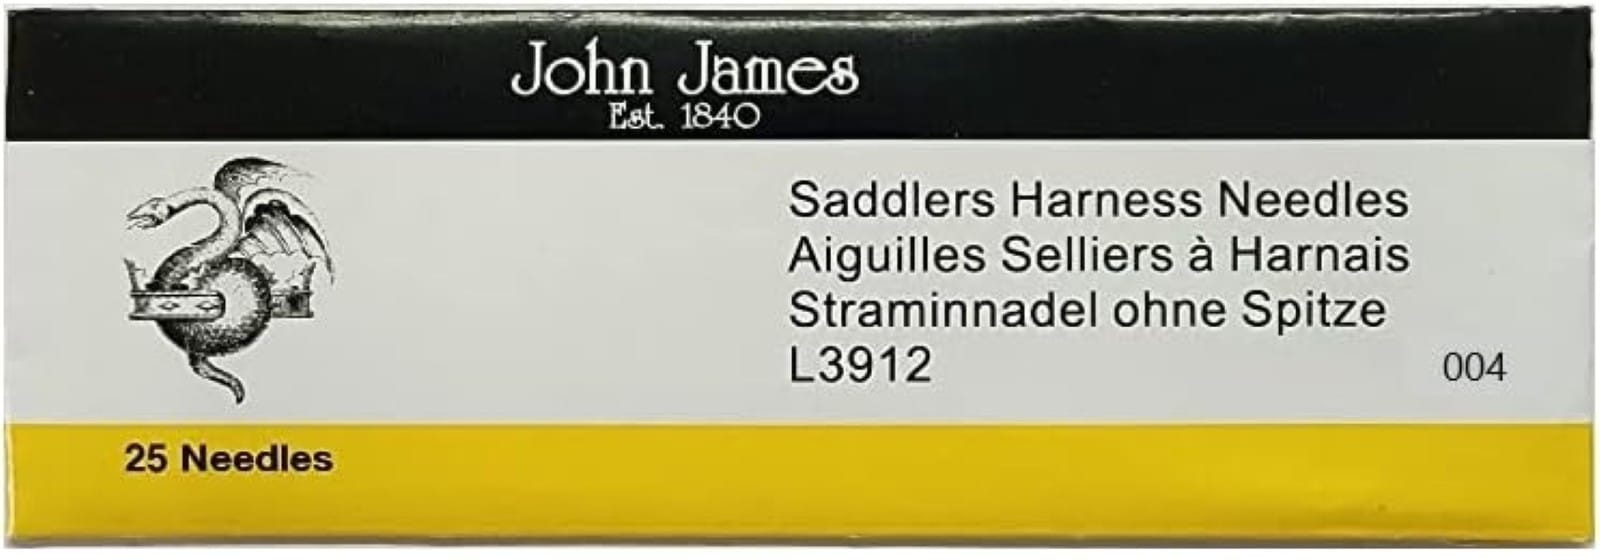 John James
Est. 1840
Saddlers Harness Needles
Aiguilles Selliers à Harnais
Straminnadel ohne Spitze
L3912
004
25 Needles